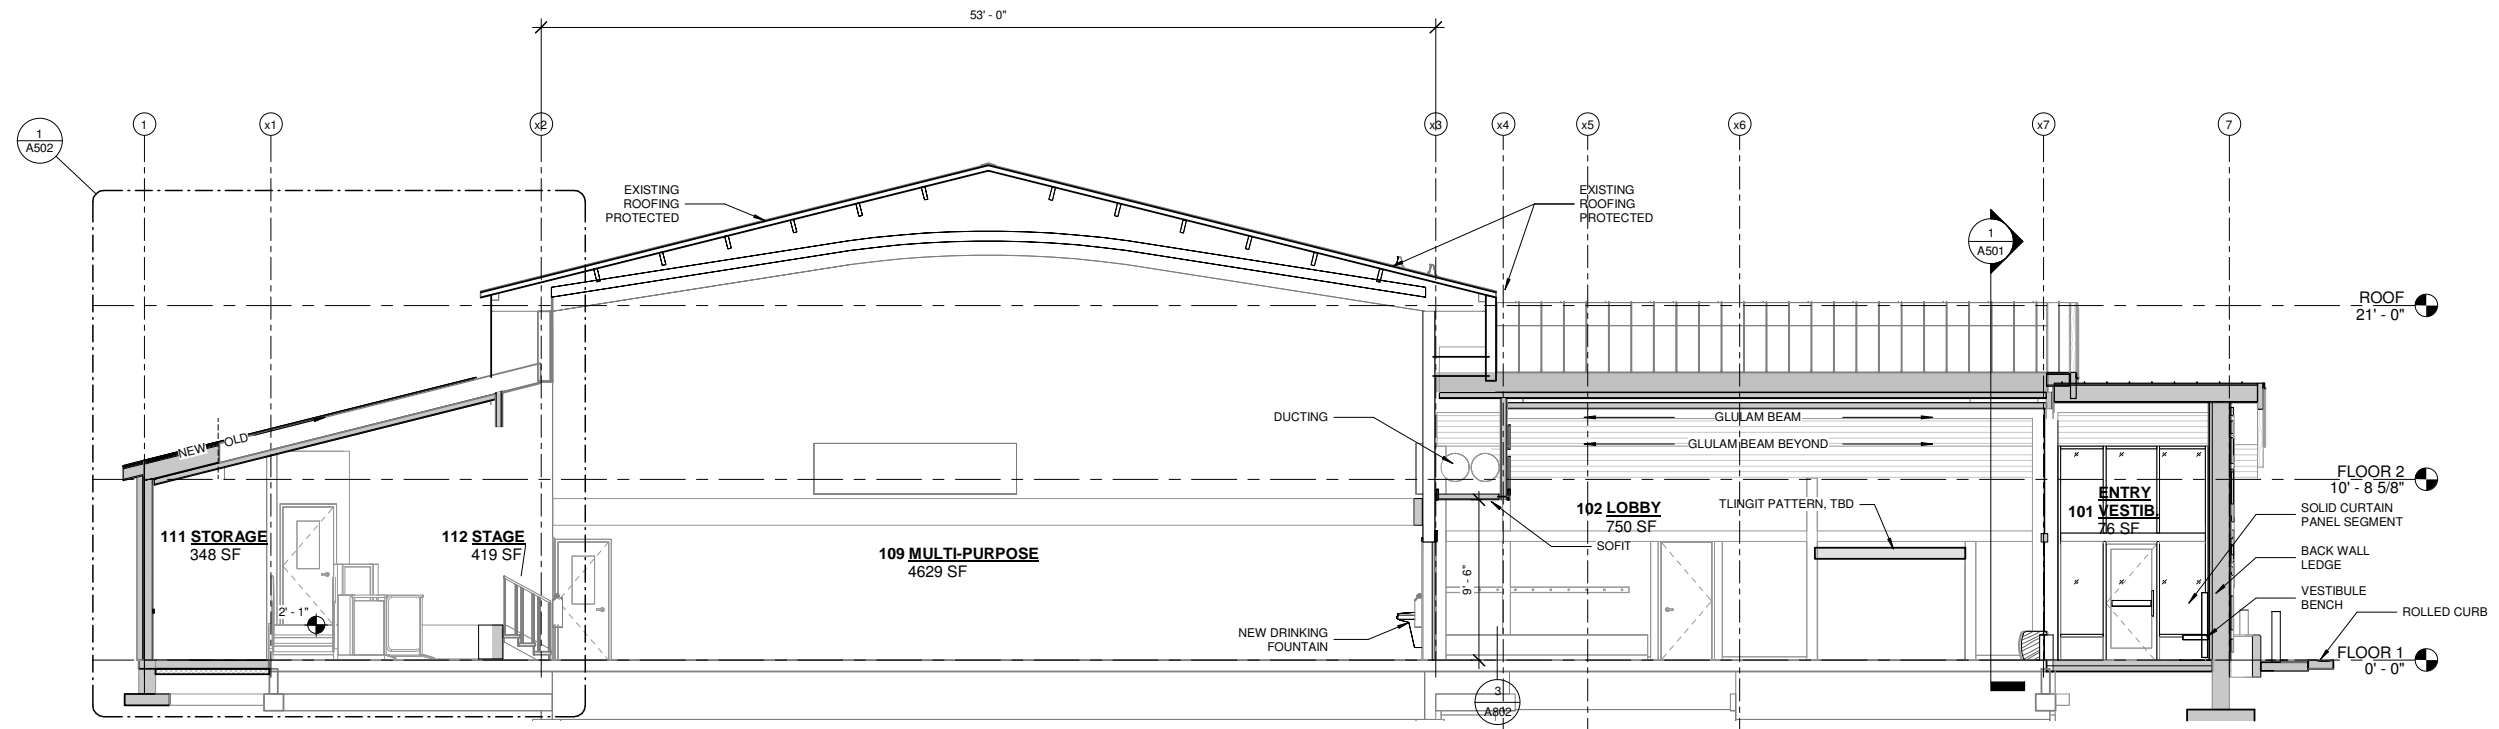 53' - 0"
1
x1
x2
x3
x4
x5
x6
x7
7
1
A502
EXISTING
ROOFING
PROTECTED
EXISTING
ROOFING
PROTECTED
1
A501
ROOF
21' - 0"
NEW
OLD
DUCTING
GLULAM BEAM
GLULAM BEAM BEYOND
FLOOR 2
10' - 8 5/8"
111 STORAGE
348 SF
112 STAGE
419 SF
109 MULTI-PURPOSE
4629 SF
102 LOBBY
750 SF
TLINGIT PATTERN, TBD
ENTRY
101 VESTIB.
76 SF
SOLID CURTAIN
PANEL SEGMENT
SOFIT
BACK WALL
LEDGE
9' - 6"
VESTIBULE
BENCH
2' - 1"
ROLLED CURB
NEW DRINKING
FOUNTAIN
FLOOR 1
0' - 0"
3
A802